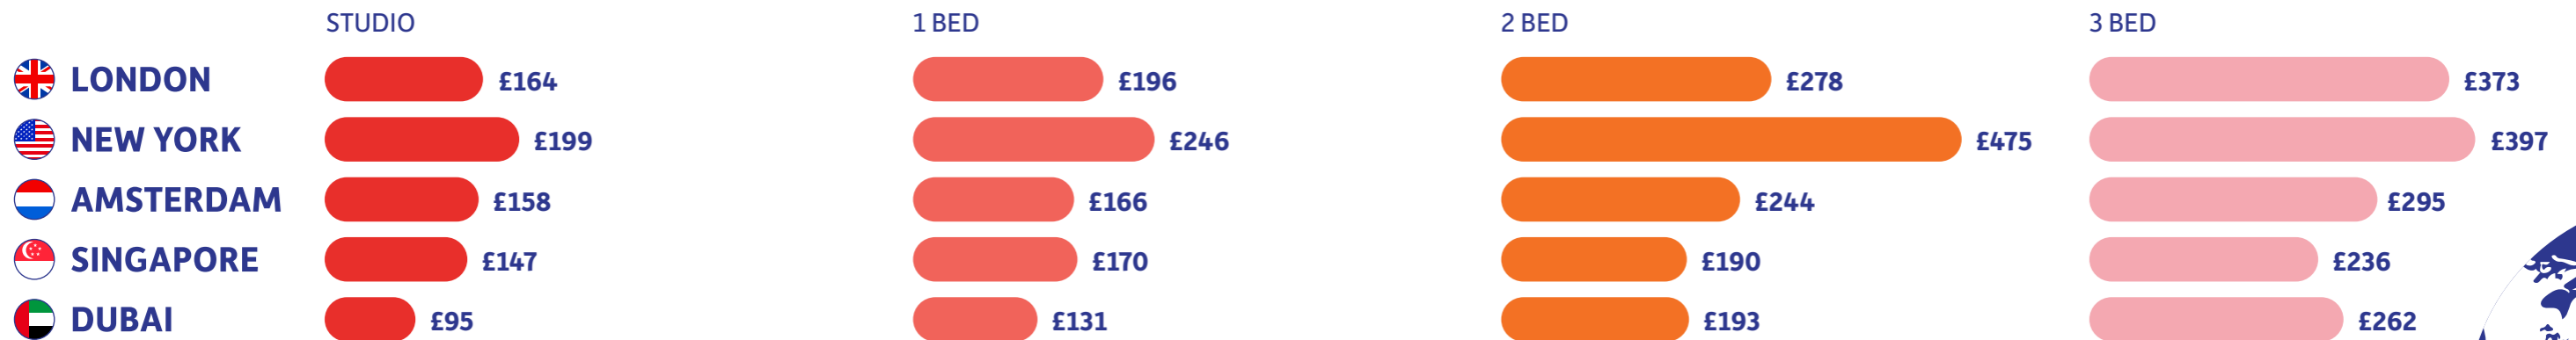 STUDIO 1 BED 2 BED 3 BED
LONDON £164 £196 £278 £373
NEW YORK £199 £246 £475 £397
AMSTERDAM £158 £166 £244 £295
SINGAPORE £147 £170 £190 £236
DUBAI £95 £131 £193 £262